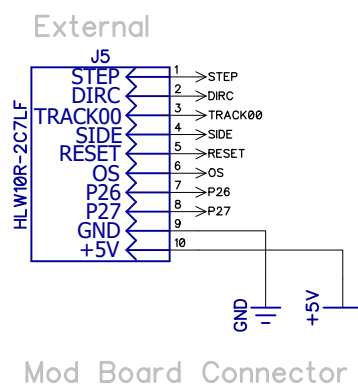 External
J5
STEP 1 STEP
DIRC 2 DIRC
TRACK00 3 TRACK00
SIDE 4 SIDE
RESET 5 RESET
OS 6 OS
P26 7 P26
P27 8 P27
GND 9
+5V 10
HLW10R-2C7LF
GND
+5V
Mod Board Connector